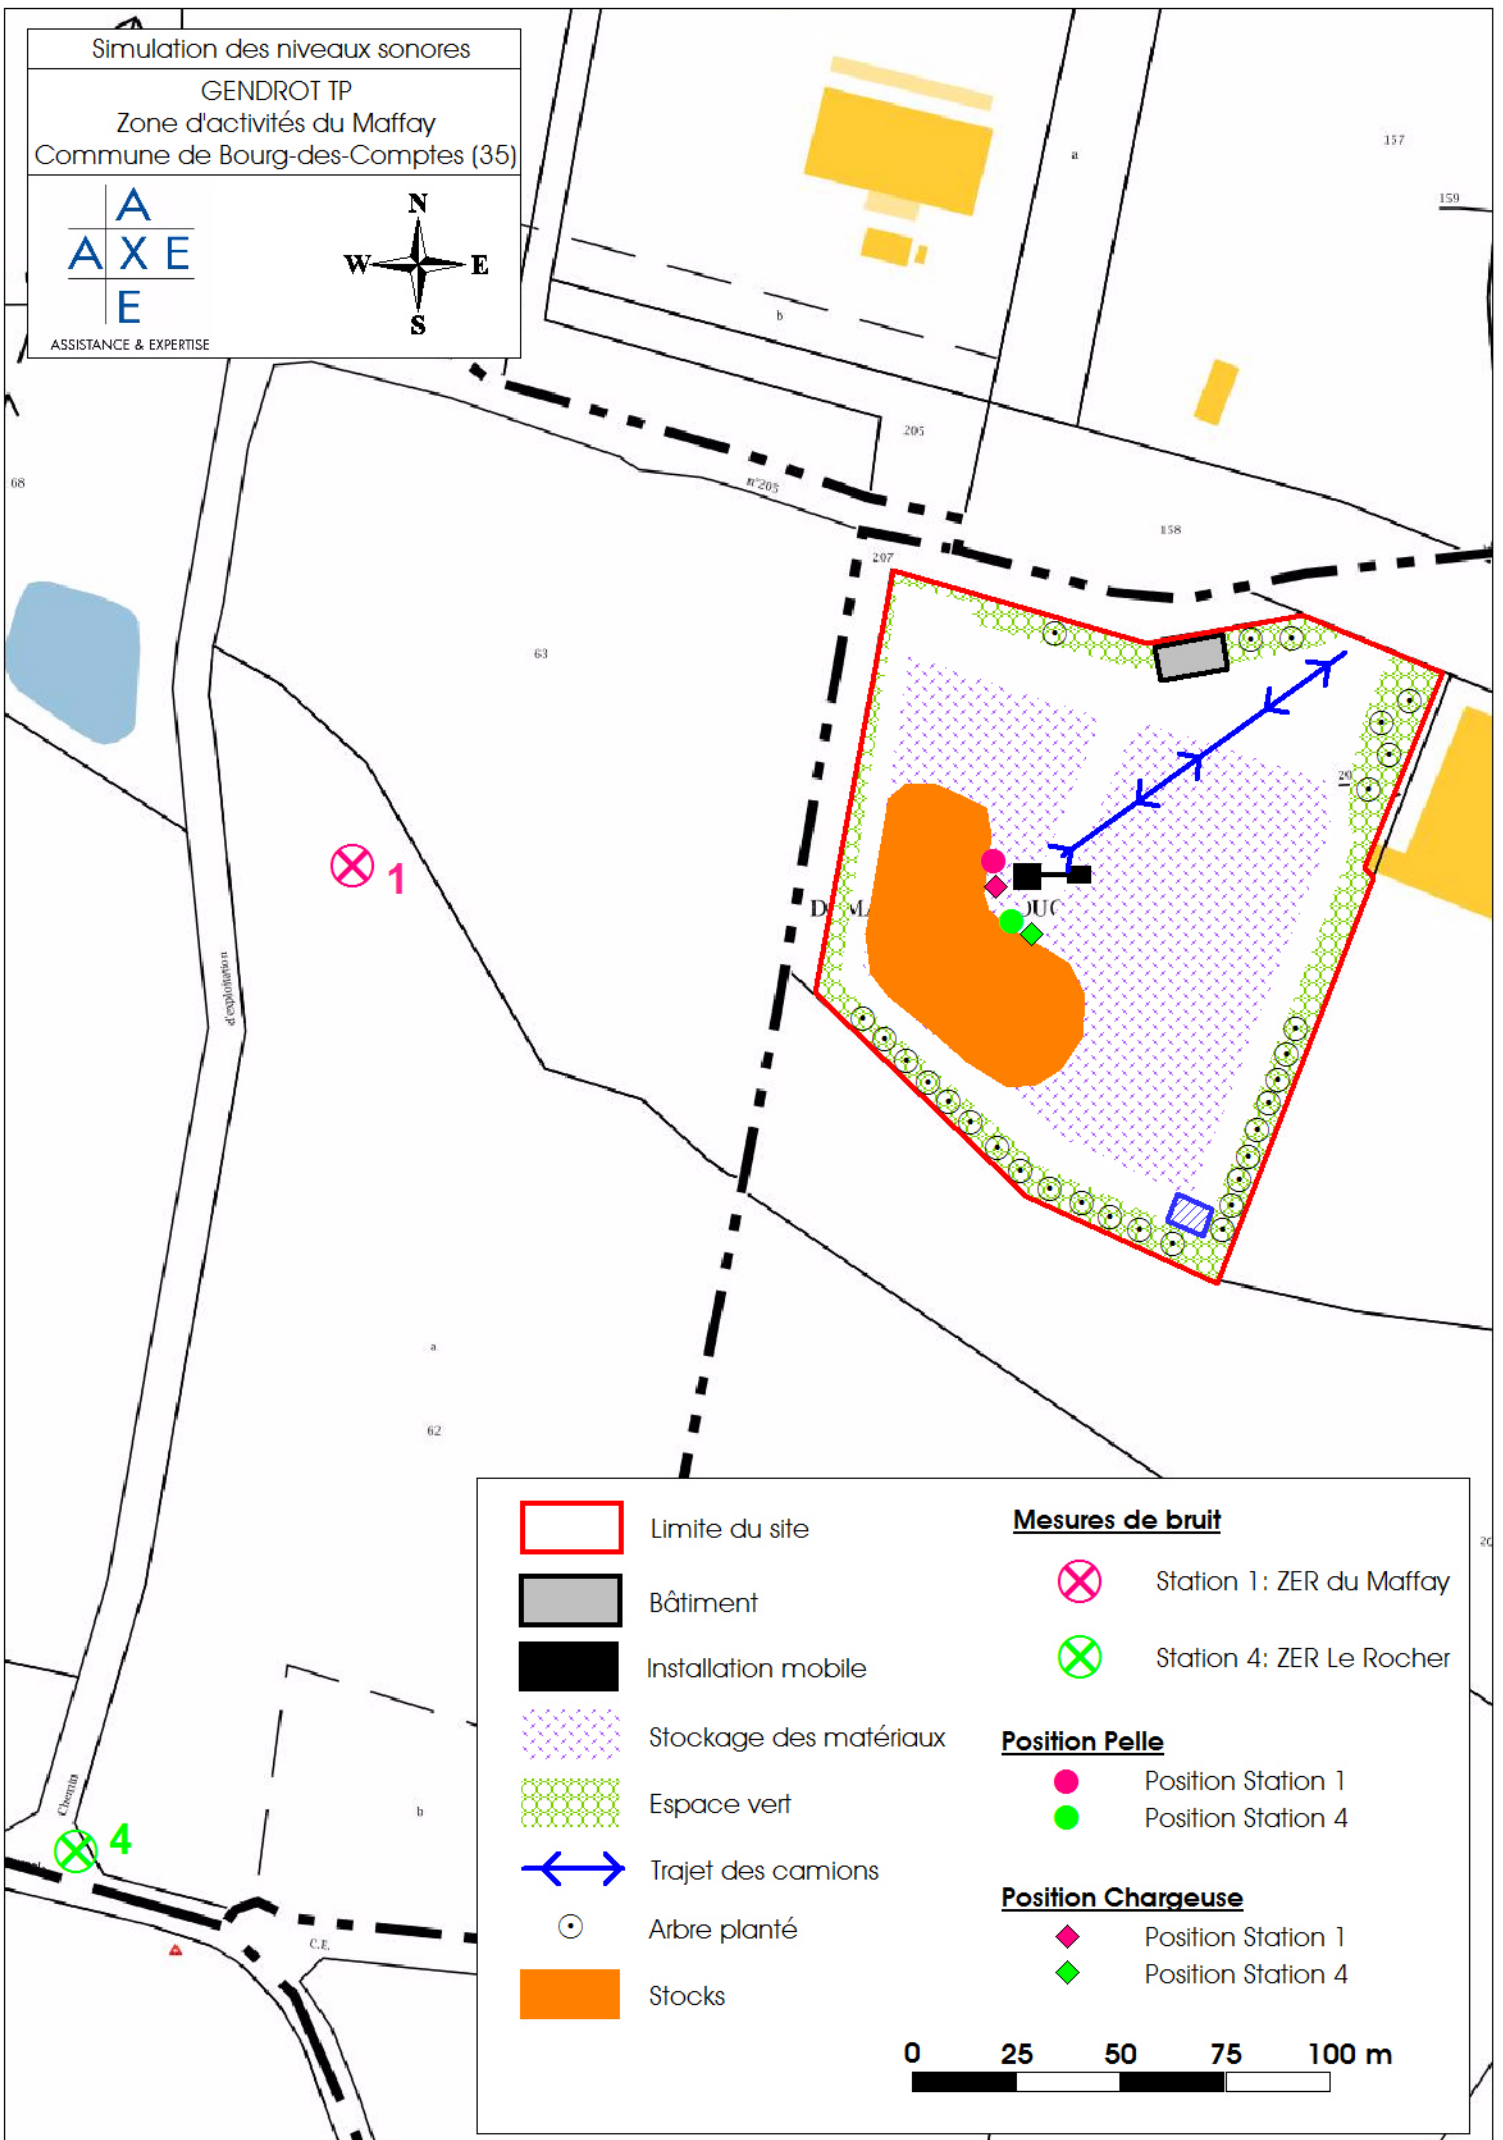 Simulation des niveaux sonores
GENDROT TP
Zone d'activités du Maffay
Commune de Bourg-des-Comptes (35)
A
A X E
E
ASSISTANCE & EXPERTISE
N
W E
S
157
a
159
b
205
68
m°205
158
207
63
20
1
d'exploitation
a
62
Chemin
b
4
C.E.
Limite du site
Bâtiment
Installation mobile
Stockage des matériaux
Espace vert
Trajet des camions
Arbre planté
Stocks
Mesures de bruit
Station 1: ZER du Maffay
Station 4: ZER Le Rocher
Position Pelle
Position Station 1
Position Station 4
Position Chargeuse
Position Station 1
Position Station 4
0 25 50 75 100 m